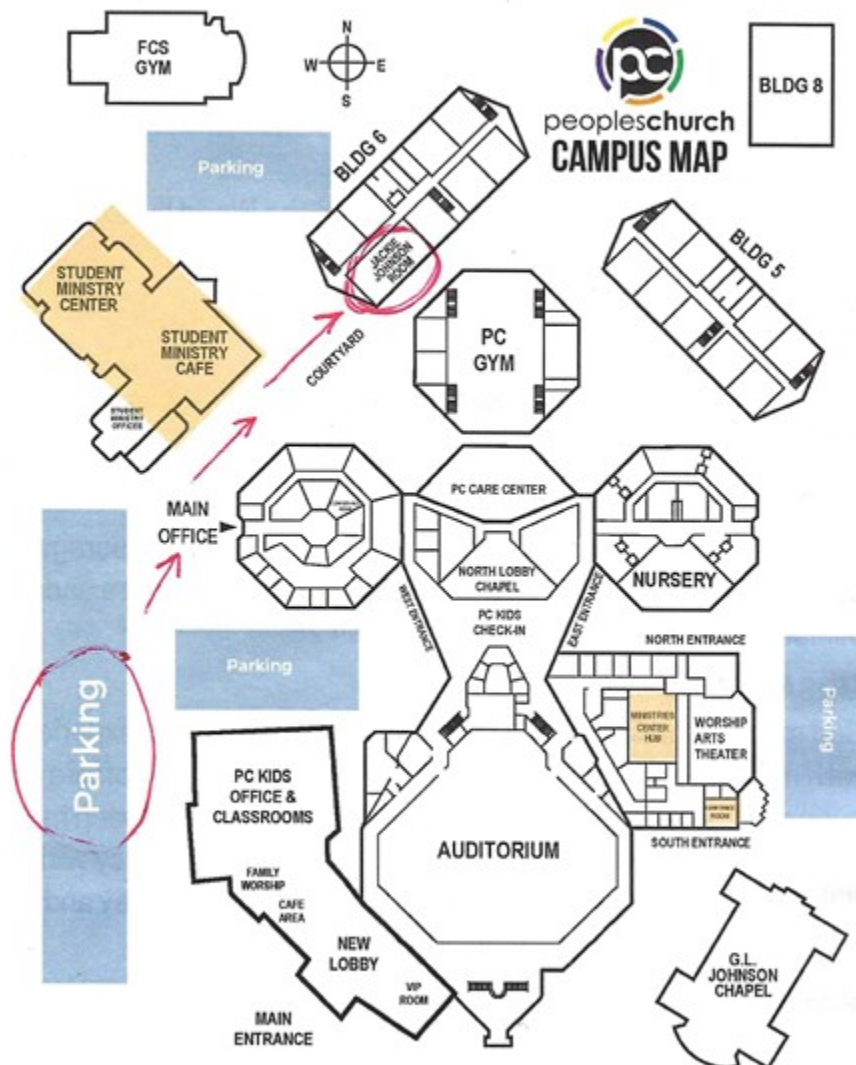 FCS
GYM
N
W E
S
pc
peopleschurch
CAMPUS MAP
BLDG 8
Parking
BLDG 6
JACKIE
JOHNSON
ROOM
BLDG 5
STUDENT
MINISTRY
CENTER
STUDENT
MINISTRY
CAFE
STUDENT
MINISTRY
OFFICES
COURTYARD
PC
GYM
MAIN
OFFICE
PC CARE CENTER
NORTH LOBBY
CHAPEL
NURSERY
WEST ENTRANCE
PC KIDS
CHECK-IN
EAST ENTRANCE
NORTH ENTRANCE
Parking
Parking
Parking
MINISTRIES
CENTER
HUB
WORSHIP
ARTS
THEATER
ROOM
SOUTH ENTRANCE
PC KIDS
OFFICE &
CLASSROOMS
FAMILY
WORSHIP
CAFE
AREA
NEW
LOBBY
VIP
ROOM
MAIN
ENTRANCE
AUDITORIUM
G.L.
JOHNSON
CHAPEL